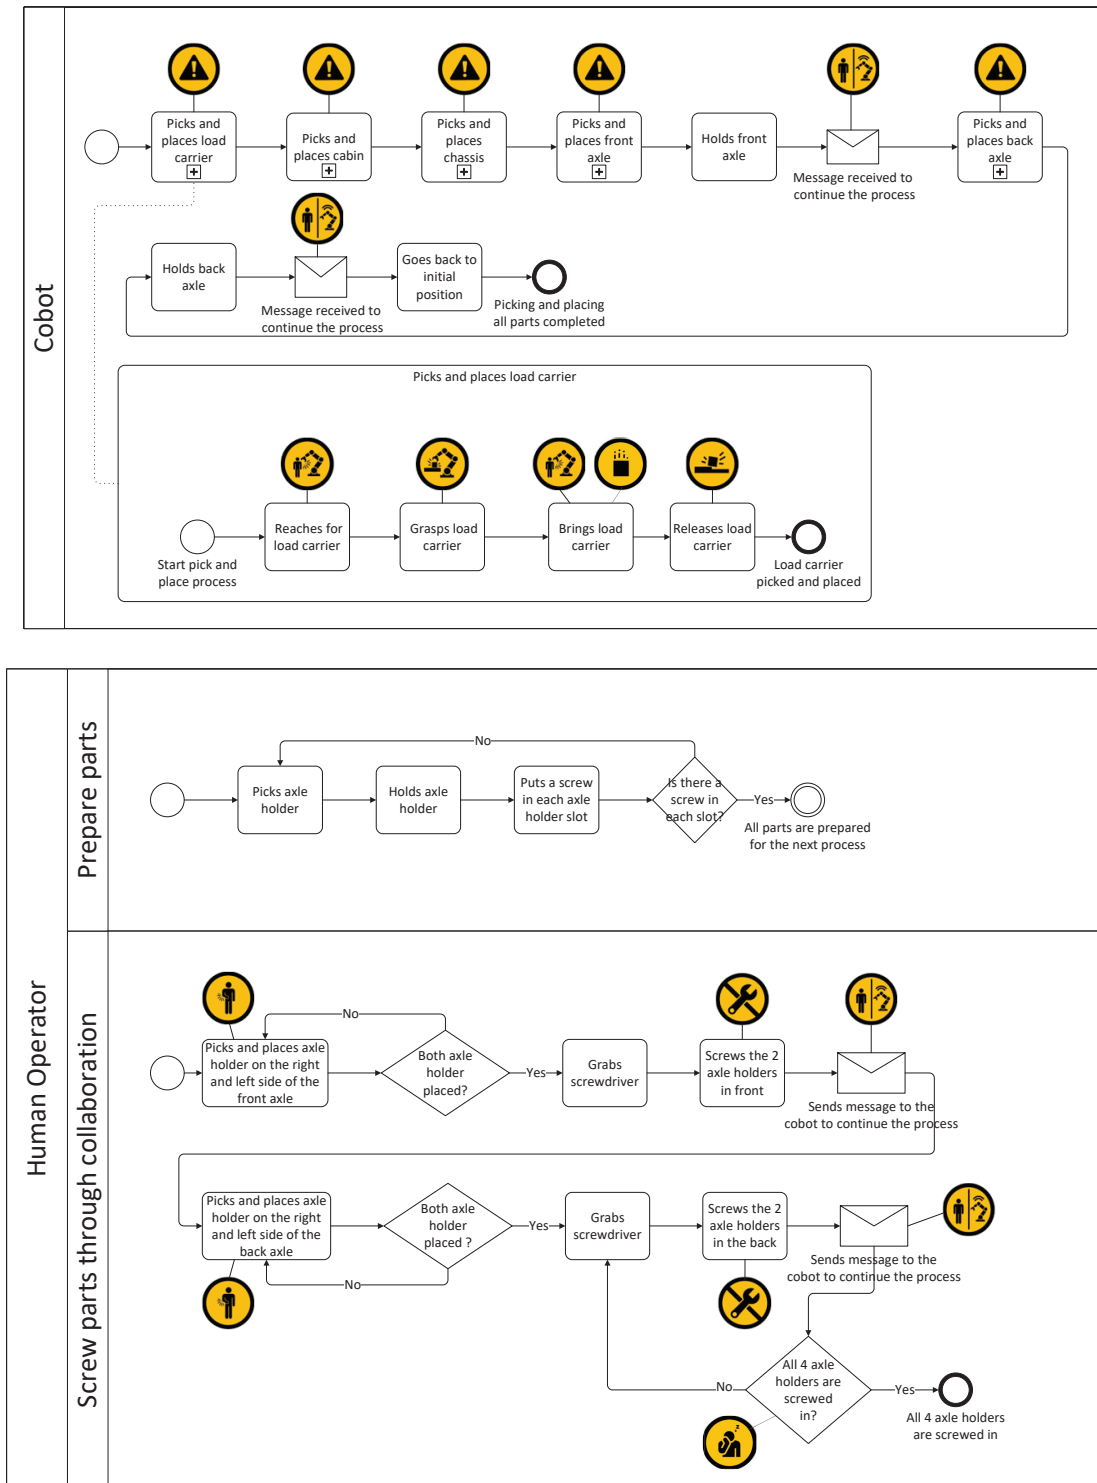 Cobot
Picks and
places load
carrier
Picks and
places cabin
Picks and
places
chassis
Picks and
places front
axle
Holds front
axle
Message received to
continue the process
Picks and
places back
axle
Holds back
axle
Message received to
continue the process
Goes back to
initial
position
Picking and placing
all parts completed
Picks and places load carrier
Start pick and
place process
Reaches for
load carrier
Grasps load
carrier
Brings load
carrier
Releases load
carrier
Load carrier
picked and placed
Human Operator
Prepare parts
No
Picks axle
holder
Holds axle
holder
Puts a screw
in each axle
holder slot
Is there a
screw in
each slot?
Yes
All parts are prepared
for the next process
Screw parts through collaboration
No
Picks and places axle
holder on the right
and left side of the
front axle
Both axle
holder
placed?
Yes
Grabs
screwdriver
Screws the 2
axle holders
in front
Sends message to the
cobot to continue the process
Picks and places axle
holder on the right
and left side of the
back axle
Both axle
holder
placed ?
Yes
No
Grabs
screwdriver
Screws the 2
axle holders
in the back
Sends message to the
cobot to continue the process
All 4 axle
holders are
screwed
in?
No
Yes
All 4 axle holders
are screwed in
z